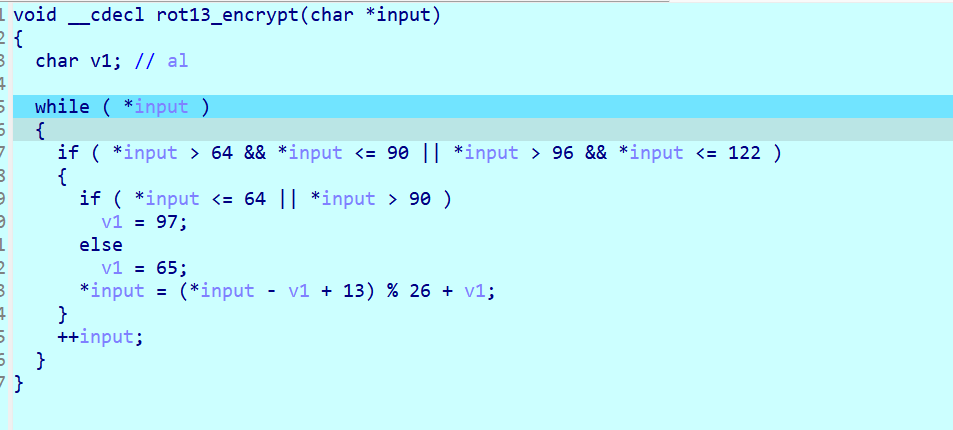 1 void __cdecl rot13_encrypt(char *input)
2 {
3   char v1; // al
4
5   while ( *input )
6   {
7     if ( *input > 64 && *input <= 90 || *input > 96 && *input <= 122 )
8     {
9       if ( *input <= 64 || *input > 90 )
0         v1 = 97;
1       else
2         v1 = 65;
3       *input = (*input - v1 + 13) % 26 + v1;
4     }
5     ++input;
6   }
7 }